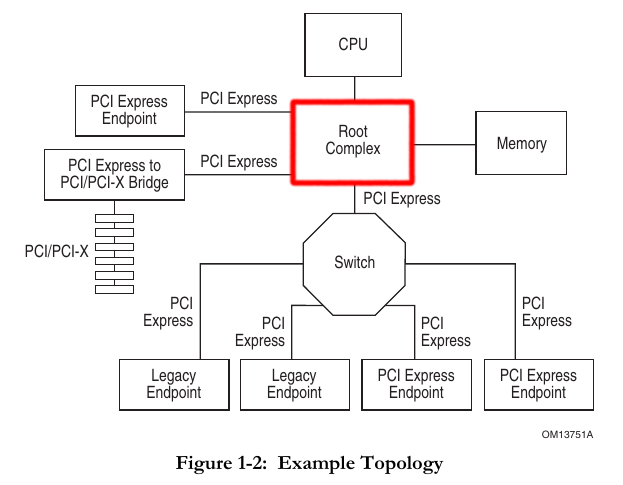 CPU
PCI Express
Endpoint
PCI Express
Root
Complex
Memory
PCI Express to
PCI/PCI-X Bridge
PCI Express
PCI Express
PCI/PCI-X
Switch
PCI
Express
PCI
Express
PCI
Express
PCI
Express
Legacy
Endpoint
Legacy
Endpoint
PCI Express
Endpoint
PCI Express
Endpoint
OM13751A
Figure 1-2: Example Topology